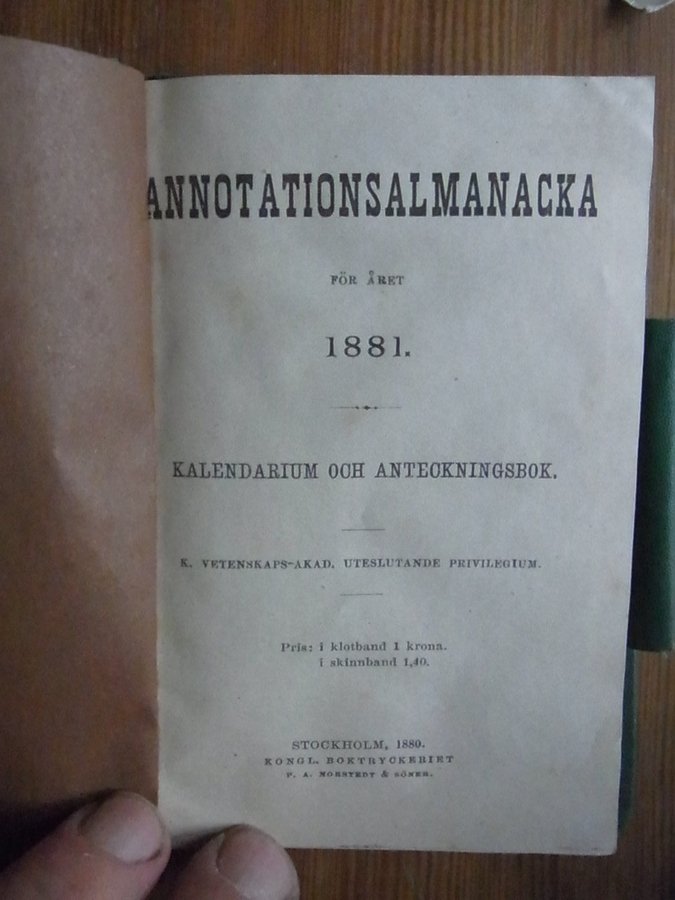 ANNOTATIONSALMANACKA
FÖR ÅRET
1881.
KALENDARIUM OCH ANTECKNINGSBOK.
K. VETENSKAPS-AKAD. UTESLUTANDE PRIVILEGIUM.
Pris: i klotband 1 krona.
i skinnband 1,40.
STOCKHOLM, 1880.
KONGL. BOKTRYCKERIET
P. A. NORSTEDT & SÖNER.